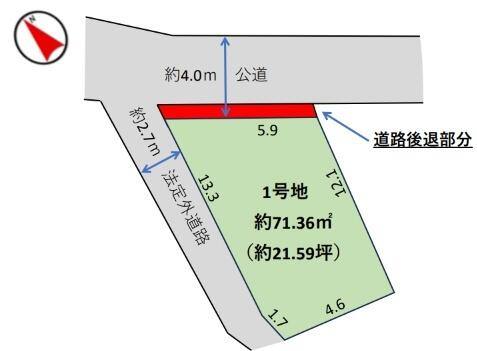 N
約4.0m 公道
約2.7m
法定外道路
5.9
道路後退部分
13.3
12.1
1号地
約71.36㎡
（約21.59坪）
1.7
4.6